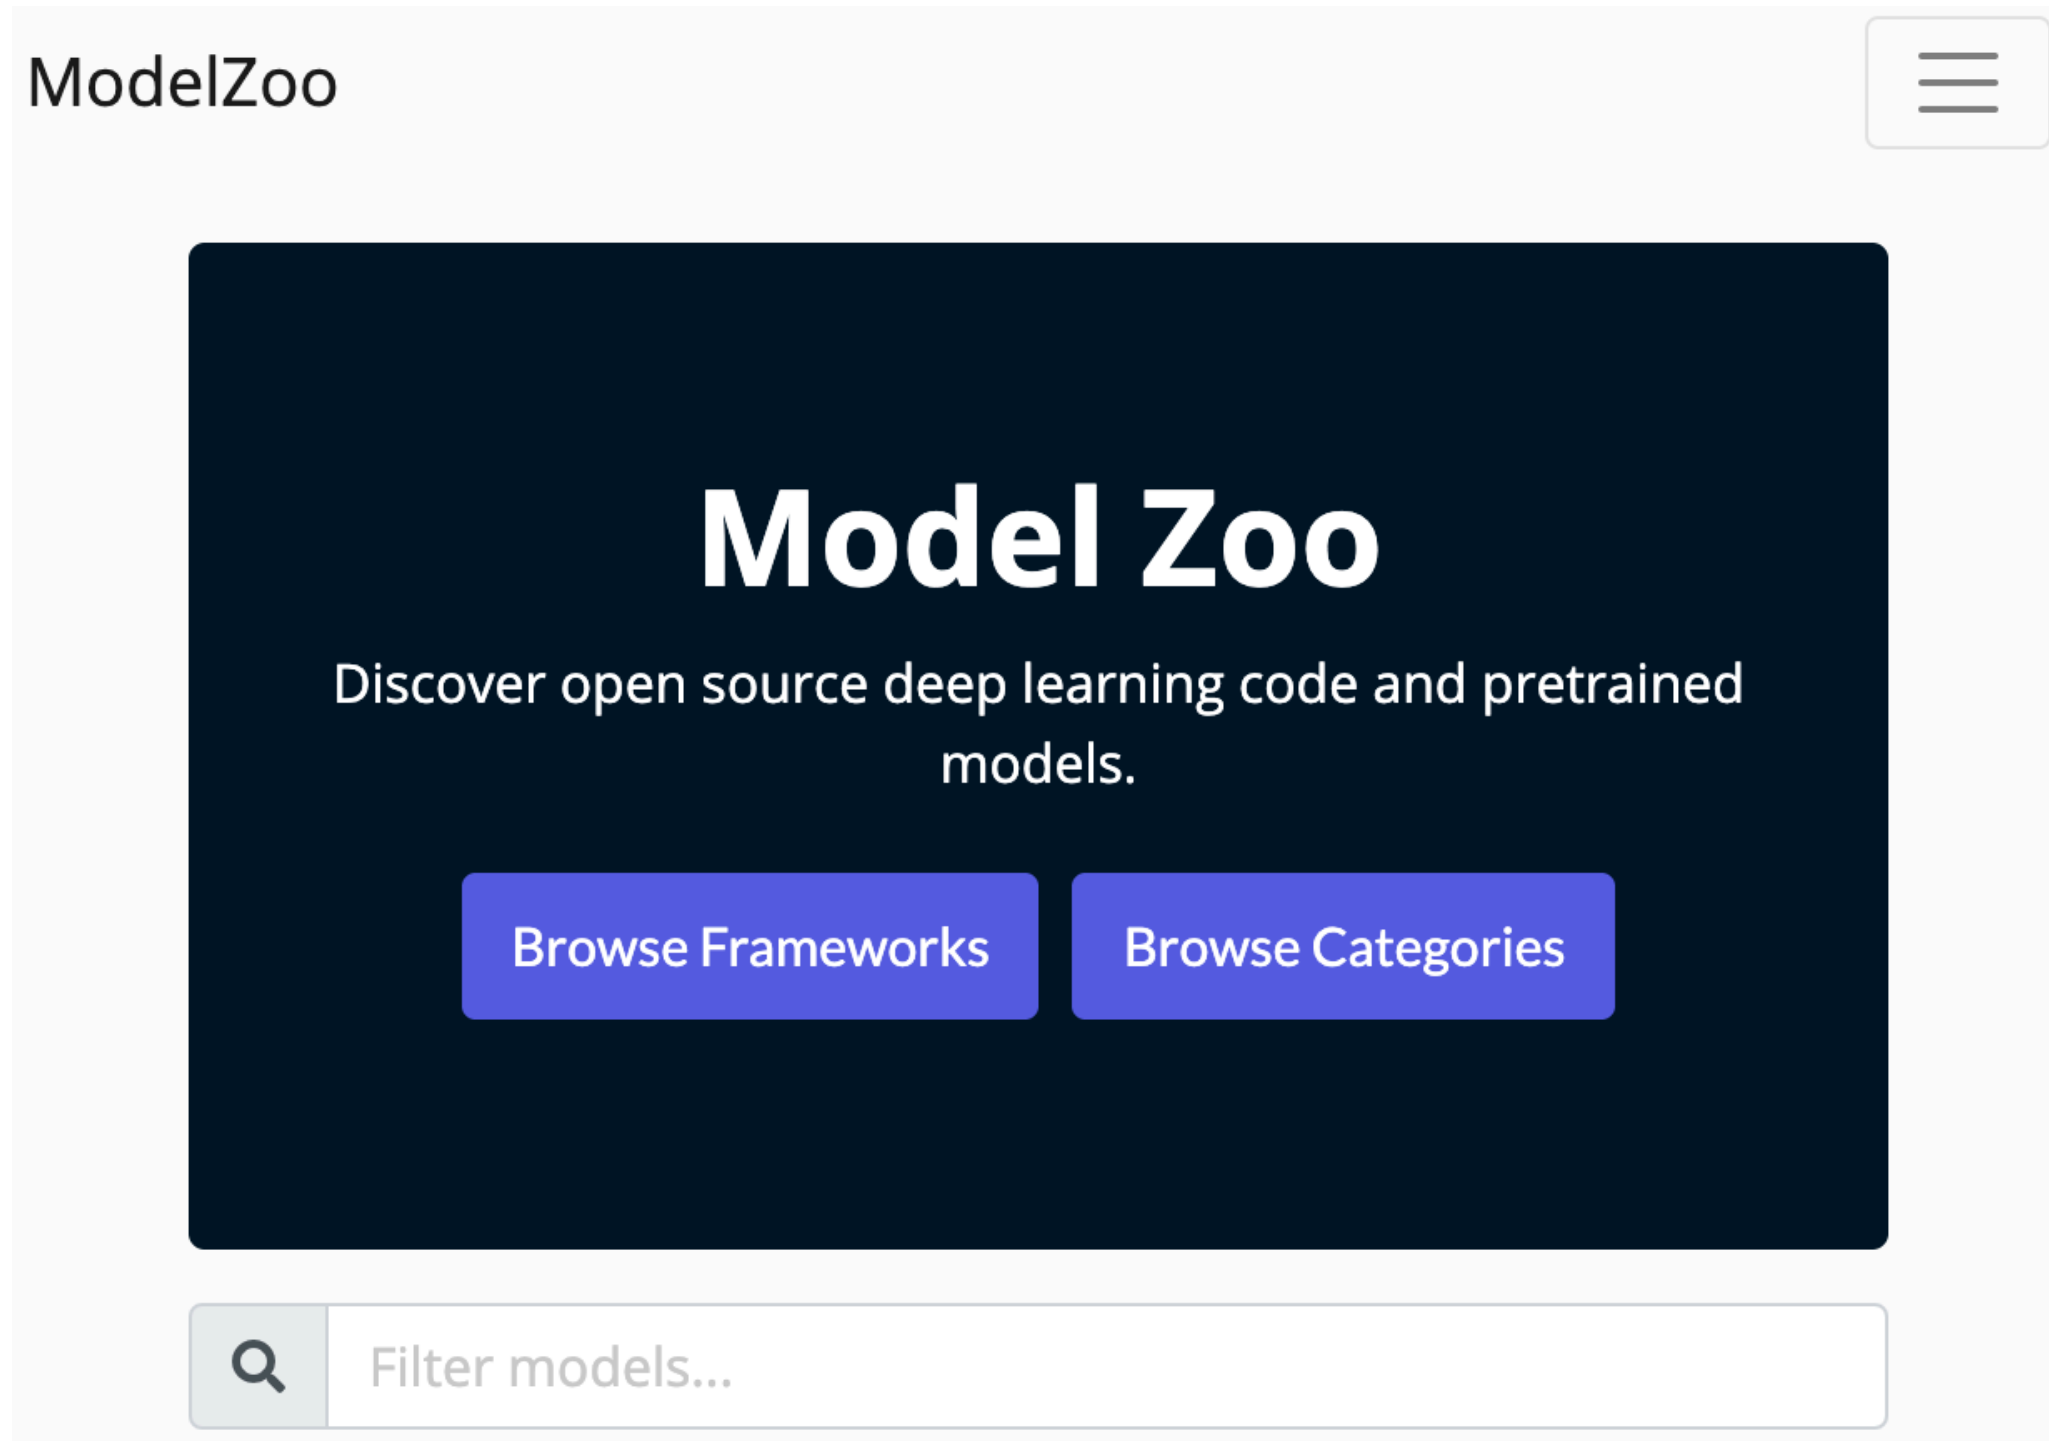 ModelZoo
Model Zoo
Discover open source deep learning code and pretrained
models.
Browse Frameworks
Browse Categories
Filter models...